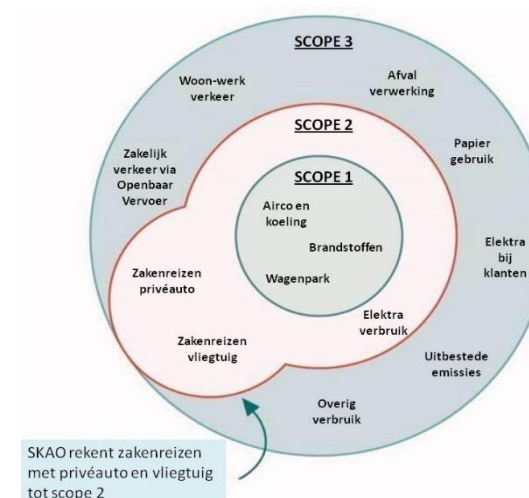 SCOPE 3
Woon-werk
verkeer
Afval
verwerking
SCOPE 2
Zakelijk
verkeer via
Openbaar
Vervoer
Papier
gebruik
SCOPE 1
Airco en
koeling
Brandstoffen
Wagenpark
Elektra
bij
klanten
Zakenreizen
privéauto
Elektra
verbruik
Zakenreizen
vliegtuig
Uitbestede
emissies
Overig
verbruik
SKAO rekent zakenreizen
met privéauto en vliegtuig
tot scope 2